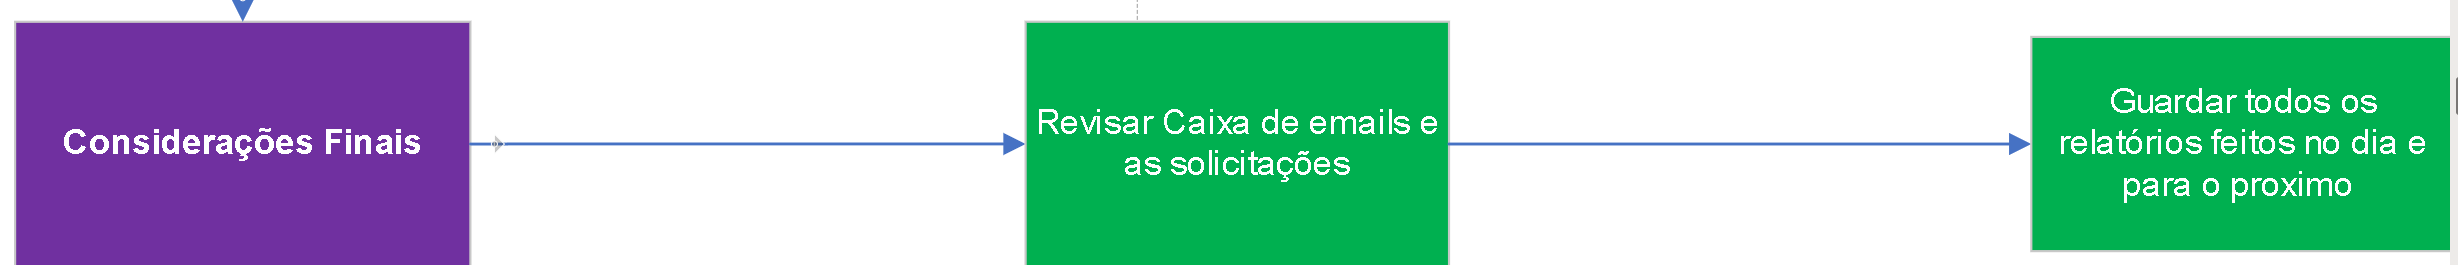 Considerações Finais
Revisar Caixa de emails e
as solicitações
Guardar todos os
relatórios feitos no dia e
para o proximo